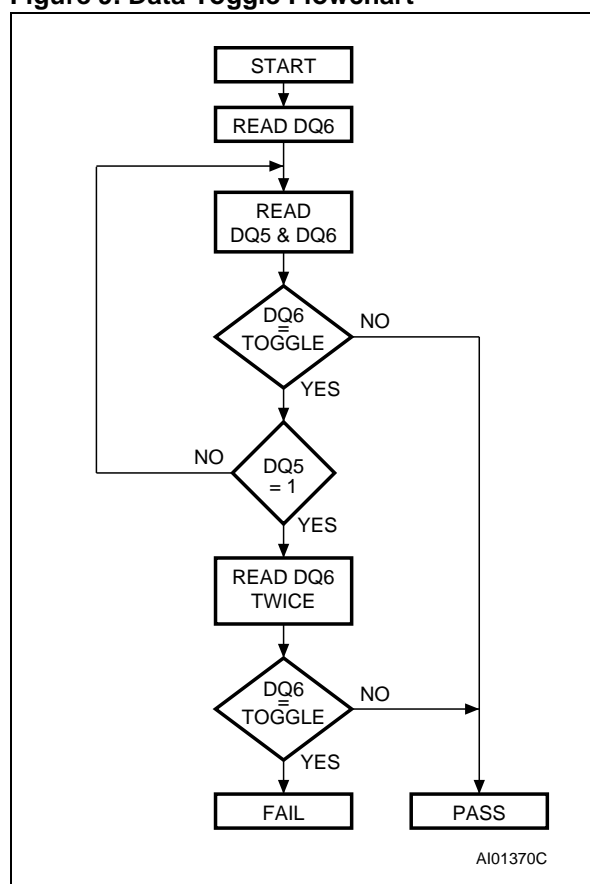 Figure 9. Data Toggle Flowchart
START
READ DQ6
READ
DQ5 & DQ6
DQ6
=
TOGGLE
NO
YES
NO
DQ5
= 1
YES
READ DQ6
TWICE
DQ6
=
TOGGLE
NO
YES
FAIL
PASS
AI01370C